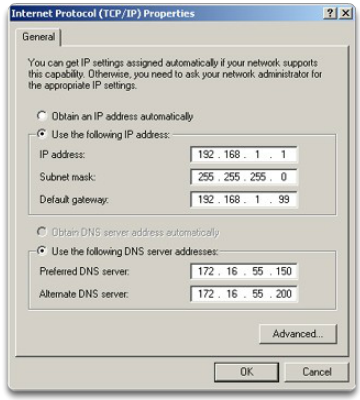 Internet Protocol (TCP/IP) Properties
General
You can get IP settings assigned automatically if your network supports
this capability. Otherwise, you need to ask your network administrator for
the appropriate IP settings.
Obtain an IP address automatically
Use the following IP address:
IP address: 192 . 168 . 1 . 1
Subnet mask: 255 . 255 . 255 . 0
Default gateway: 192 . 168 . 1 . 99
Obtain DNS server address automatically
Use the following DNS server addresses:
Preferred DNS server: 172 . 16 . 55 . 150
Alternate DNS server: 172 . 16 . 55 . 200
Advanced...
OK Cancel